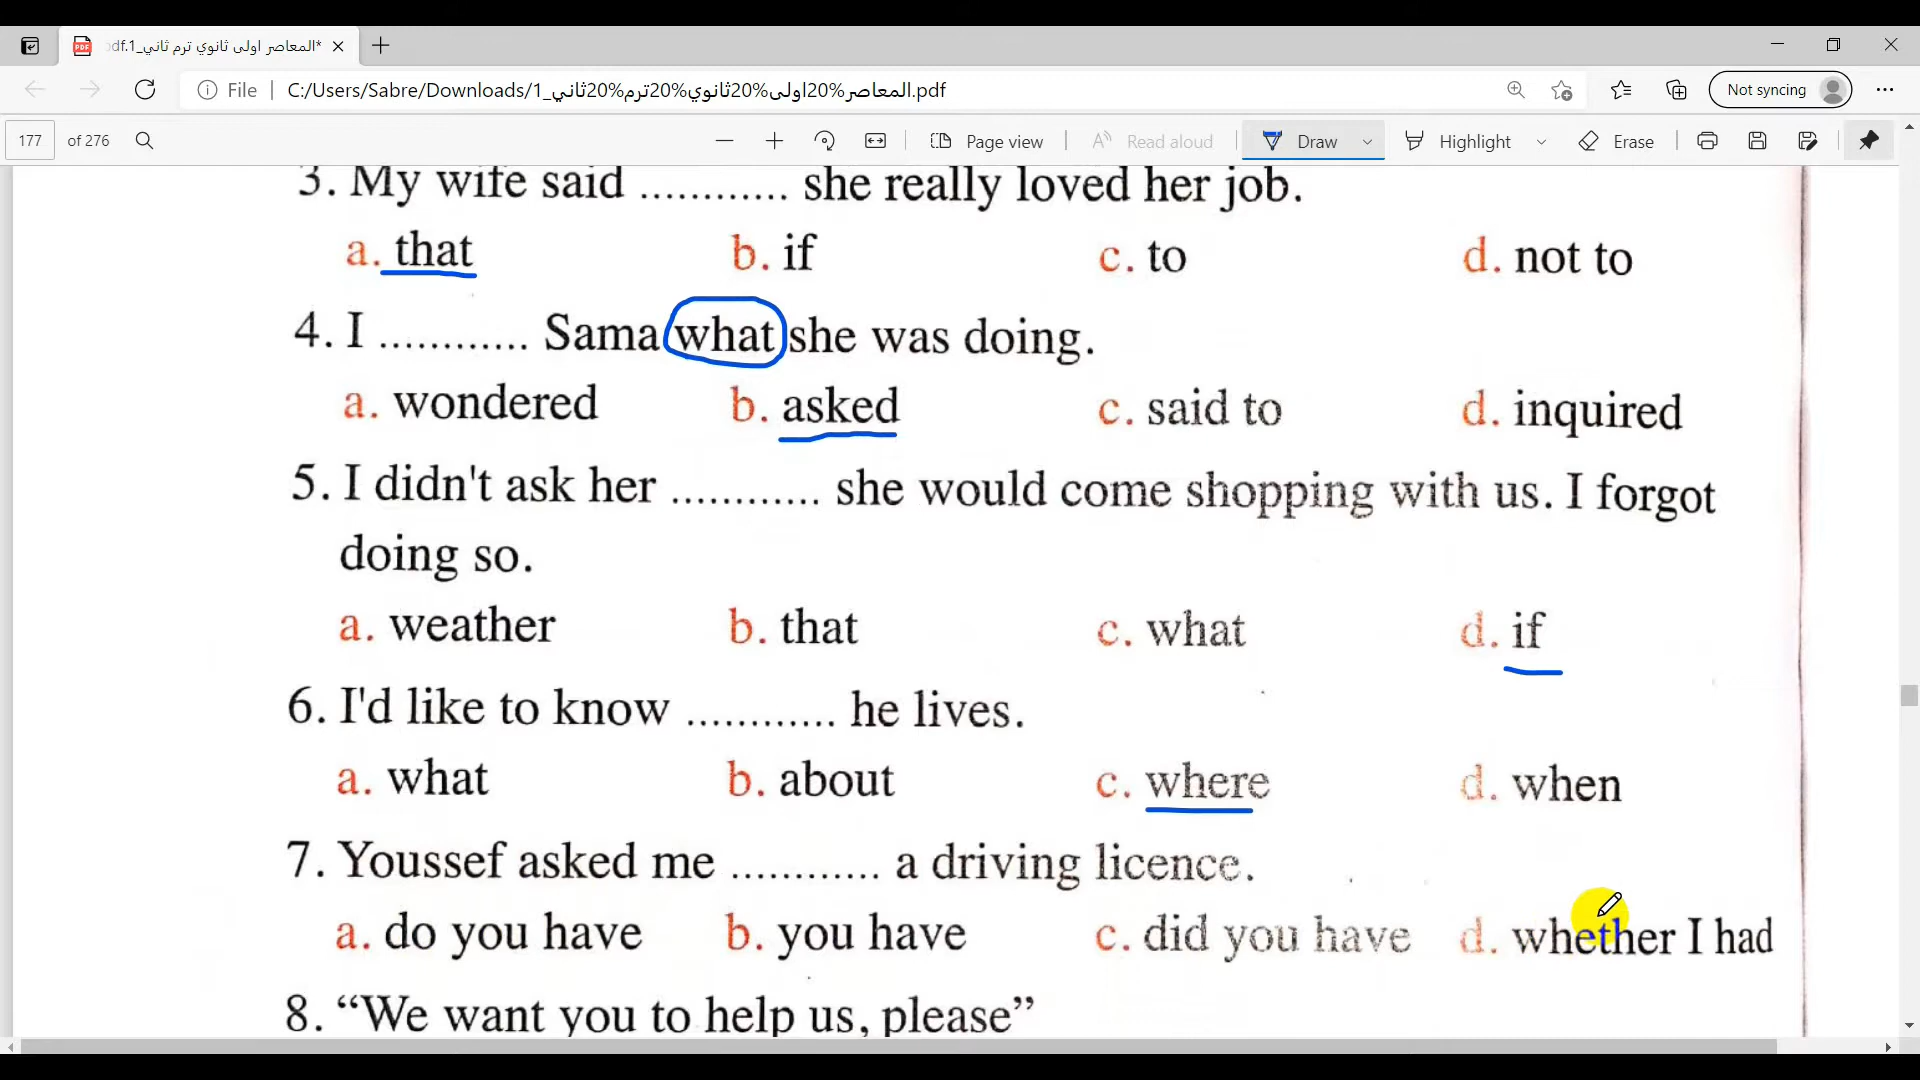 *المعاصر اولى ثانوي ترم ثاني_1.pdf
File
C:/Users/Sabre/Downloads/1_المعاصر%20اولى%20ثانوي%20ترم%20ثاني.pdf
Not syncing
177 of 276
Page view
Read aloud
Draw
Highlight
Erase
3. My wife said ............ she really loved her job.
a. that b. if c. to d. not to
4. I ............ Sama what she was doing.
a. wondered b. asked c. said to d. inquired
5. I didn't ask her ............ she would come shopping with us. I forgot
doing so.
a. weather b. that c. what d. if
6. I'd like to know ............ he lives.
a. what b. about c. where d. when
7. Youssef asked me ............ a driving licence.
a. do you have b. you have c. did you have d. whether I had
8. “We want you to help us, please”